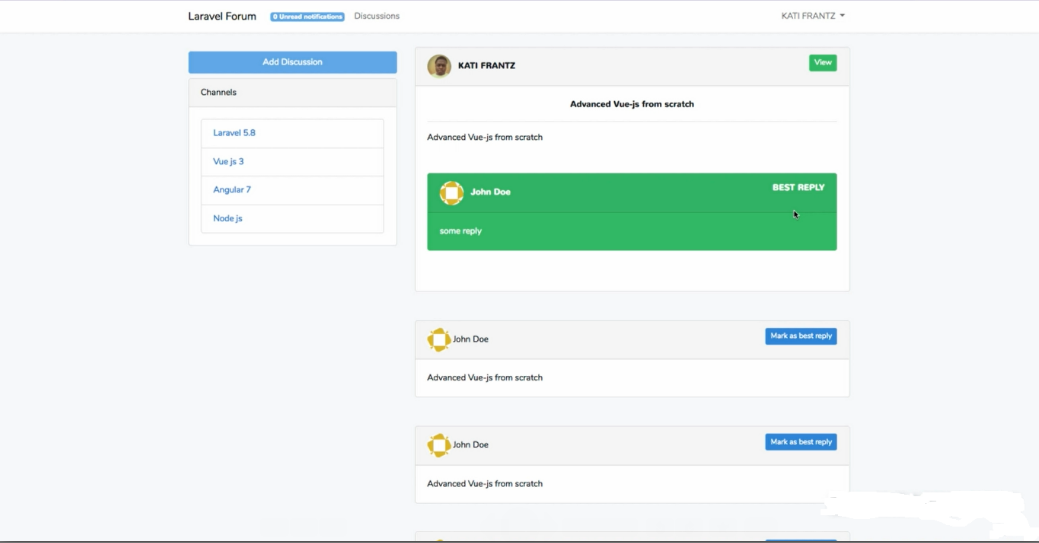 Laravel Forum 0 Unread notifications Discussions KATI FRANTZ
Add Discussion
Channels
Laravel 5.8
Vue js 3
Angular 7
Node js
KATI FRANTZ View
Advanced Vue-js from scratch
Advanced Vue-js from scratch
John Doe BEST REPLY
some reply
John Doe Mark as best reply
Advanced Vue-js from scratch
John Doe Mark as best reply
Advanced Vue-js from scratch